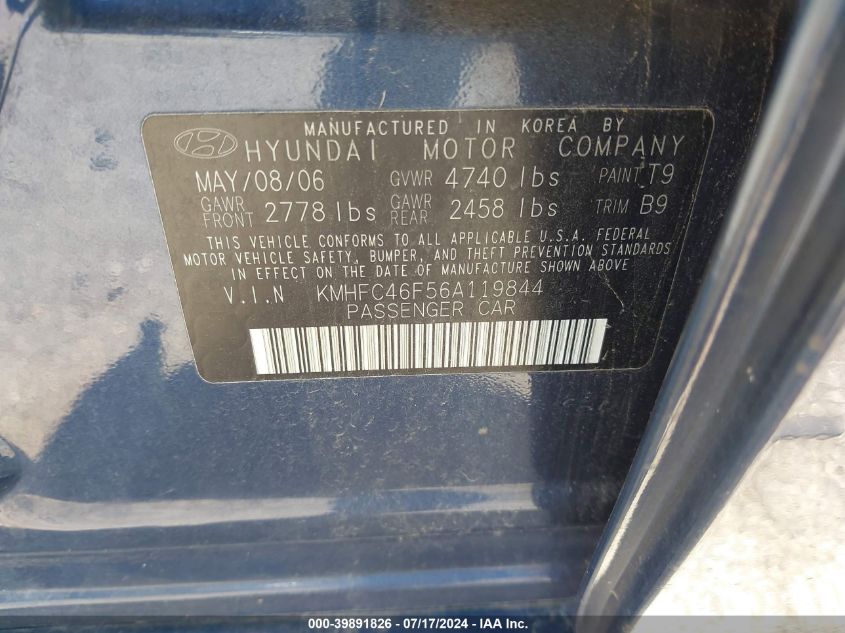 MANUFACTURED IN KOREA BY
HYUNDAI MOTOR COMPANY
MAY/08/06 GVWR 4740 lbs PAINT T9
GAWR FRONT 2778 lbs GAWR REAR 2458 lbs TRIM B9
THIS VEHICLE CONFORMS TO ALL APPLICABLE U.S.A. FEDERAL
MOTOR VEHICLE SAFETY, BUMPER, AND THEFT PREVENTION STANDARDS
IN EFFECT ON THE DATE OF MANUFACTURE SHOWN ABOVE
V.I.N KMHFC46F56A119844
PASSENGER CAR
000-39891826 - 07/17/2024 - IAAI.com